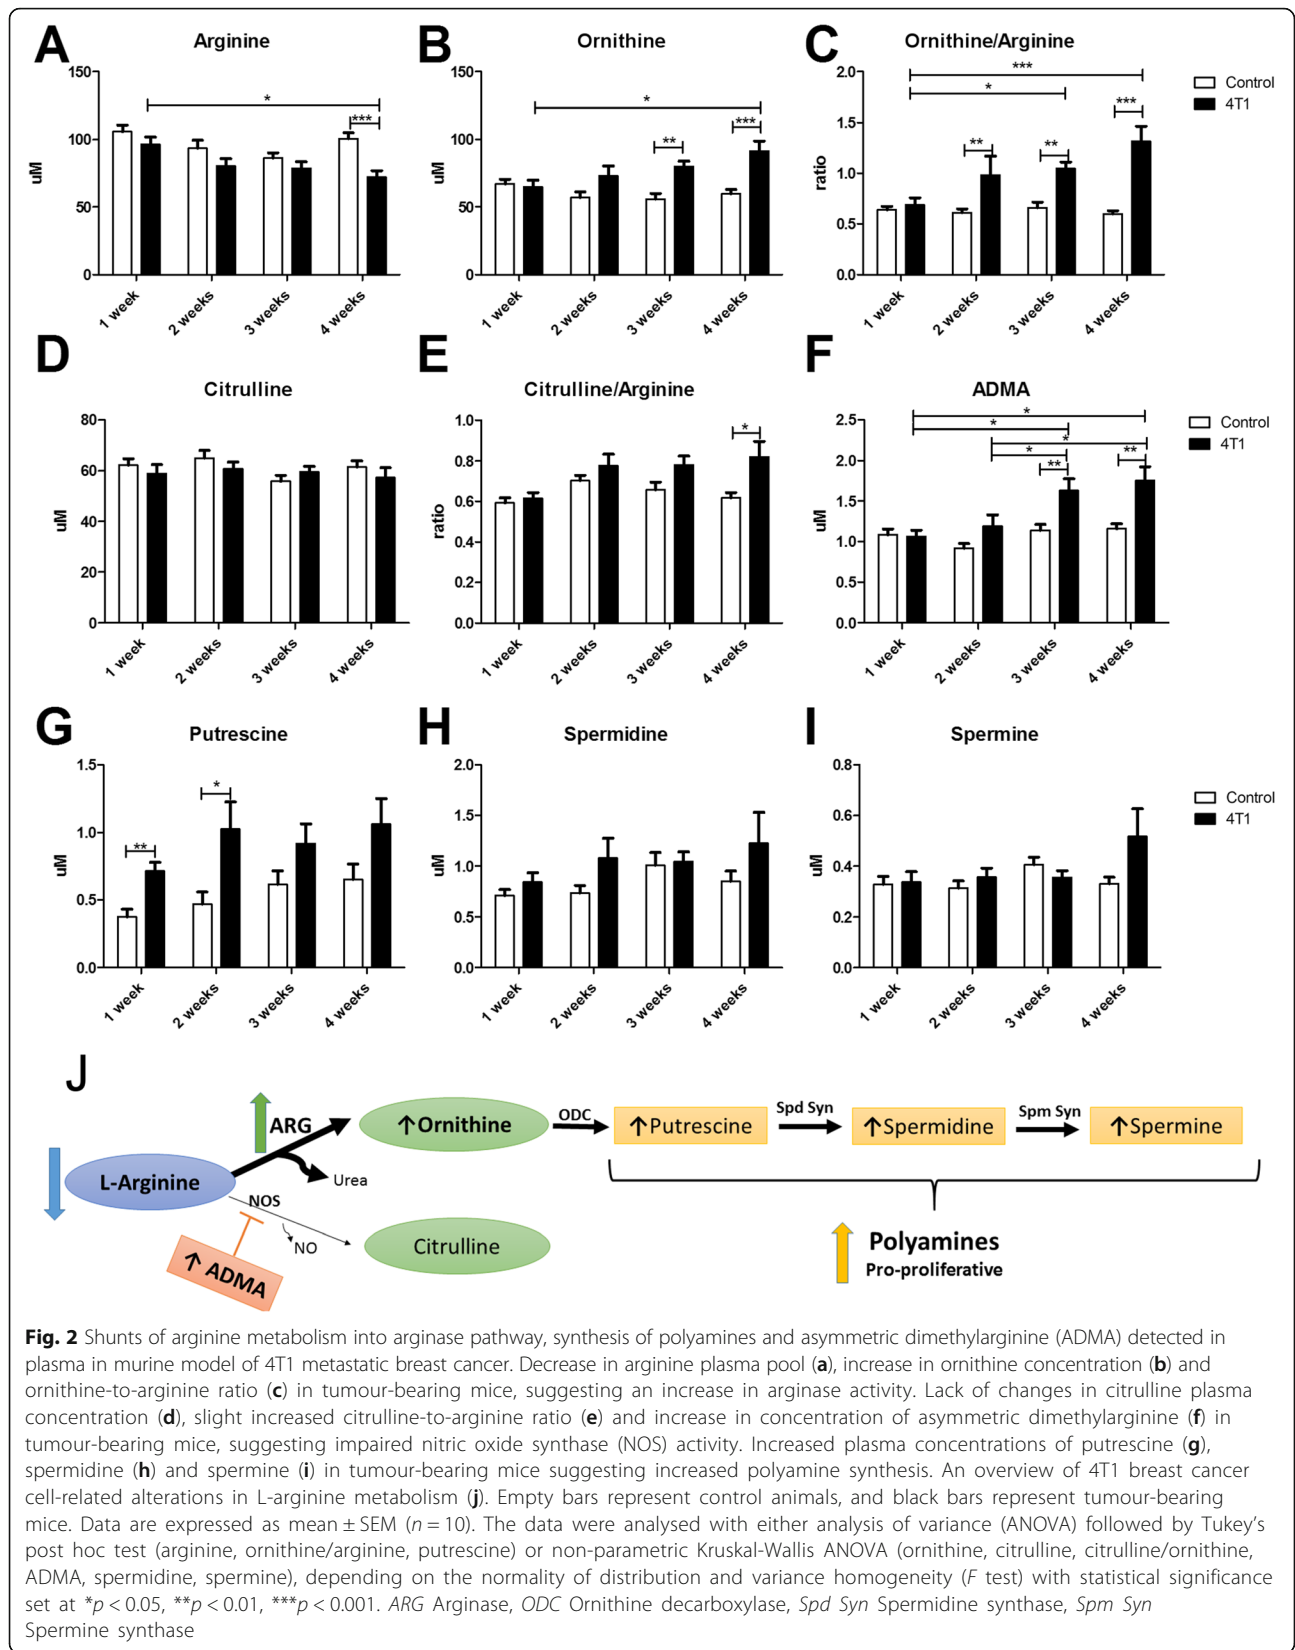 A
Arginine
uM
150
100
50
0
*
***
1 week
2 weeks
3 weeks
4 weeks
B
Ornithine
uM
150
100
50
0
*
**
***
1 week
2 weeks
3 weeks
4 weeks
C
Ornithine/Arginine
ratio
2.0
1.5
1.0
0.5
0.0
***
*
**
**
***
1 week
2 weeks
3 weeks
4 weeks
Control
4T1
D
Citrulline
uM
80
60
40
20
0
1 week
2 weeks
3 weeks
4 weeks
E
Citrulline/Arginine
ratio
1.0
0.8
0.6
0.4
0.2
0.0
*
1 week
2 weeks
3 weeks
4 weeks
F
ADMA
uM
2.5
2.0
1.5
1.0
0.5
0.0
*
*
*
*
**
**
1 week
2 weeks
3 weeks
4 weeks
Control
4T1
G
Putrescine
uM
1.5
1.0
0.5
0.0
**
*
1 week
2 weeks
3 weeks
4 weeks
H
Spermidine
uM
2.0
1.5
1.0
0.5
0.0
1 week
2 weeks
3 weeks
4 weeks
I
Spermine
uM
0.8
0.6
0.4
0.2
0.0
1 week
2 weeks
3 weeks
4 weeks
Control
4T1
J
L-Arginine
ARG
Urea
↑Ornithine
ODC
↑Putrescine
Spd Syn
↑Spermidine
Spm Syn
↑Spermine
NOS
NO
↑ ADMA
Citrulline
Polyamines
Pro-proliferative
Fig. 2 Shunts of arginine metabolism into arginase pathway, synthesis of polyamines and asymmetric dimethylarginine (ADMA) detected in
plasma in murine model of 4T1 metastatic breast cancer. Decrease in arginine plasma pool (a), increase in ornithine concentration (b) and
ornithine-to-arginine ratio (c) in tumour-bearing mice, suggesting an increase in arginase activity. Lack of changes in citrulline plasma
concentration (d), slight increased citrulline-to-arginine ratio (e) and increase in concentration of asymmetric dimethylarginine (f) in
tumour-bearing mice, suggesting impaired nitric oxide synthase (NOS) activity. Increased plasma concentrations of putrescine (g),
spermidine (h) and spermine (i) in tumour-bearing mice suggesting increased polyamine synthesis. An overview of 4T1 breast cancer
cell-related alterations in L-arginine metabolism (j). Empty bars represent control animals, and black bars represent tumour-bearing
mice. Data are expressed as mean ± SEM (n = 10). The data were analysed with either analysis of variance (ANOVA) followed by Tukey's
post hoc test (arginine, ornithine/arginine, putrescine) or non-parametric Kruskal-Wallis ANOVA (ornithine, citrulline, citrulline/ornithine,
ADMA, spermidine, spermine), depending on the normality of distribution and variance homogeneity (F test) with statistical significance
set at *p < 0.05, **p < 0.01, ***p < 0.001. ARG Arginase, ODC Ornithine decarboxylase, Spd Syn Spermidine synthase, Spm Syn
Spermine synthase